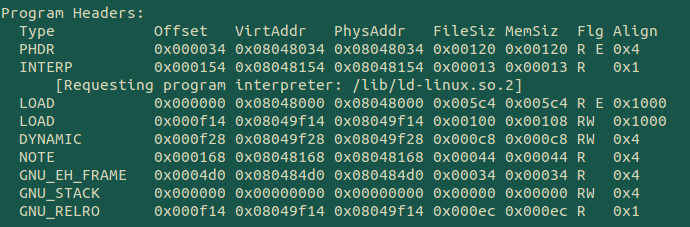 Program Headers:
  Type           Offset   VirtAddr   PhysAddr   FileSiz MemSiz  Flg Align
  PHDR           0x000034 0x08048034 0x08048034 0x00120 0x00120 R E 0x4
  INTERP         0x000154 0x08048154 0x08048154 0x00013 0x00013 R   0x1
      [Requesting program interpreter: /lib/ld-linux.so.2]
  LOAD           0x000000 0x08048000 0x08048000 0x005c4 0x005c4 R E 0x1000
  LOAD           0x000f14 0x08049f14 0x08049f14 0x00100 0x00108 RW  0x1000
  DYNAMIC        0x000f28 0x08049f28 0x08049f28 0x000c8 0x000c8 RW  0x4
  NOTE           0x000168 0x08048168 0x08048168 0x00044 0x00044 R   0x4
  GNU_EH_FRAME   0x0004d0 0x080484d0 0x080484d0 0x00034 0x00034 R   0x4
  GNU_STACK      0x000000 0x00000000 0x00000000 0x00000 0x00000 RW  0x4
  GNU_RELRO      0x000f14 0x08049f14 0x08049f14 0x000ec 0x000ec R   0x1